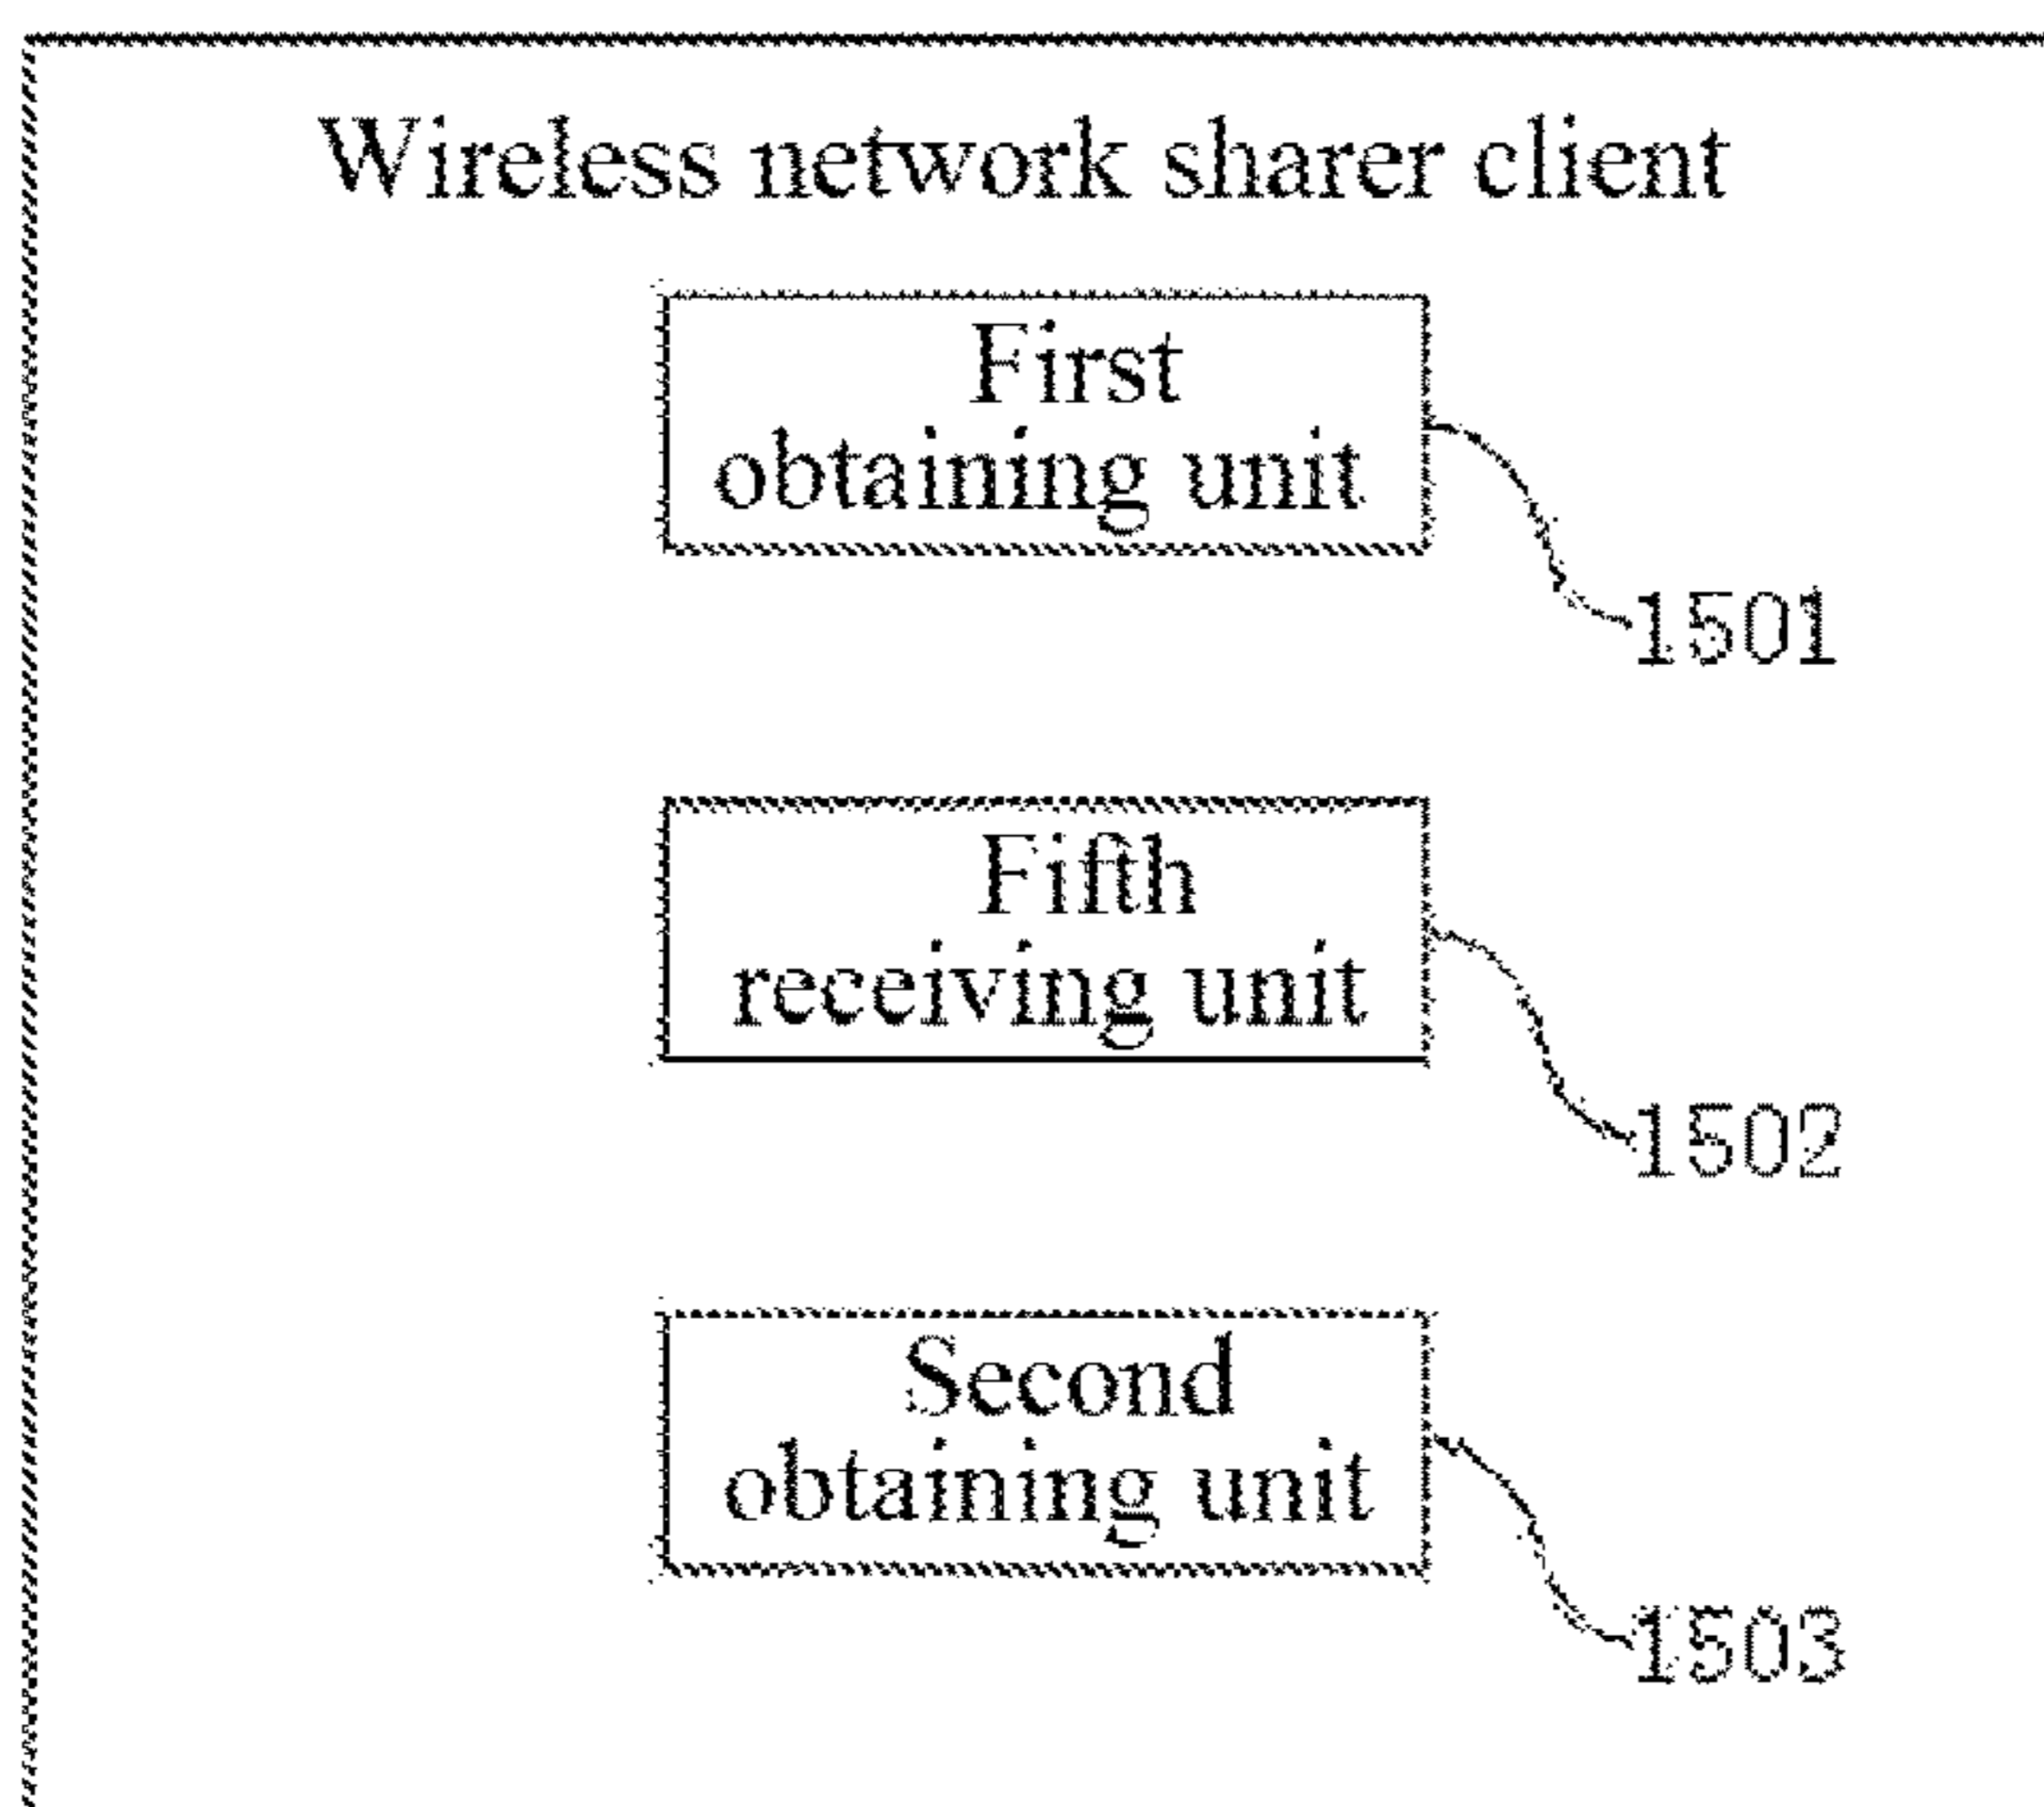 Wireless network sharer client
First
obtaining unit
1501
Fifth
receiving unit
1502
Second
obtaining unit
1503